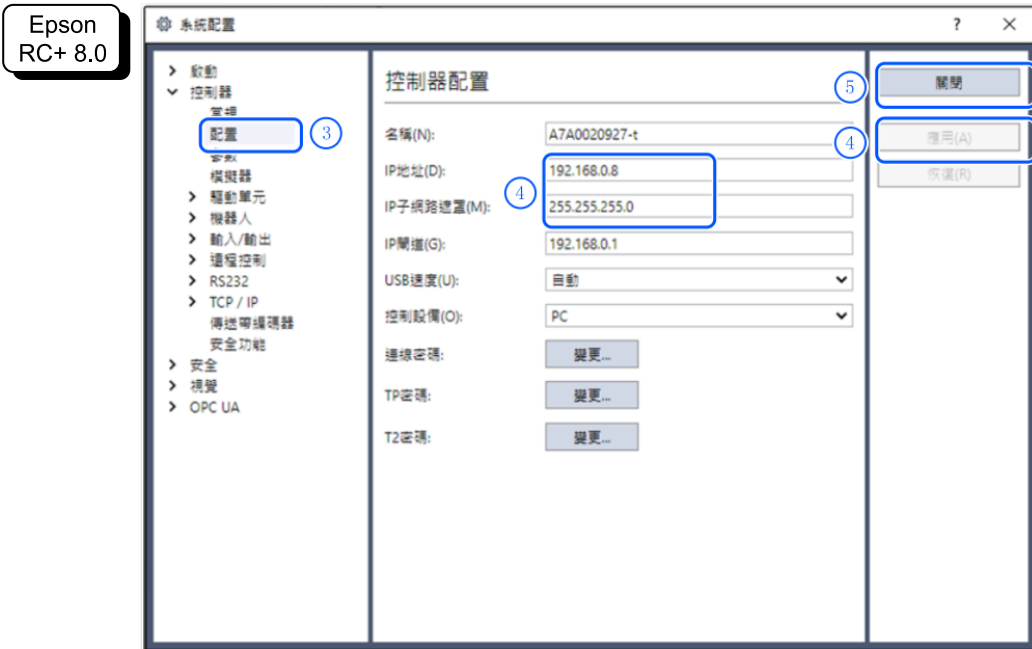 Epson
RC+ 8.0
系統配置
?
啟動
控制器
常規
配置
③
參數
模擬器
驅動單元
機器人
輸入/輸出
遠程控制
RS232
TCP / IP
傳送帶編碼器
安全功能
安全
視覺
OPC UA
控制器配置
名稱(N):
A7A0020927-t
IP地址(D):
192.168.0.8
④
IP子網路遮罩(M):
255.255.255.0
IP閘道(G):
192.168.0.1
USB速度(U):
自動
控制設備(O):
PC
連線密碼:
變更...
TP密碼:
變更...
T2密碼:
變更...
⑤
關閉
④
應用(A)
恢復(R)